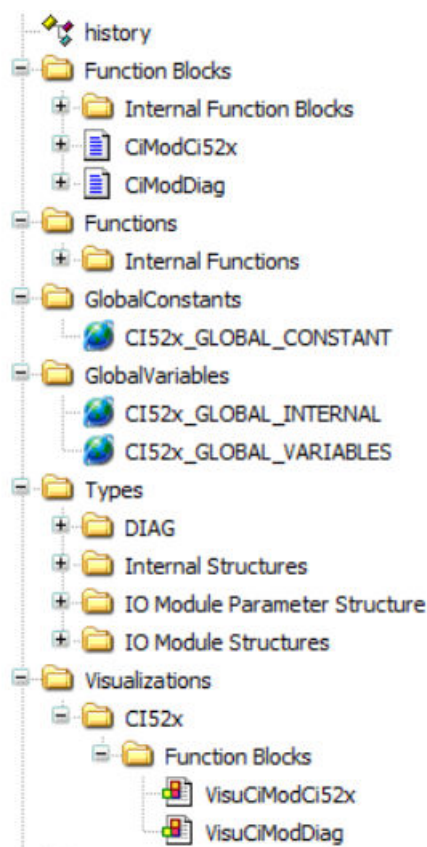 history
Function Blocks
Internal Function Blocks
CiModCi52x
CiModDiag
Functions
Internal Functions
GlobalConstants
CI52x_GLOBAL_CONSTANT
GlobalVariables
CI52x_GLOBAL_INTERNAL
CI52x_GLOBAL_VARIABLES
Types
DIAG
Internal Structures
IO Module Parameter Structure
IO Module Structures
Visualizations
CI52x
Function Blocks
VisuCiModCi52x
VisuCiModDiag